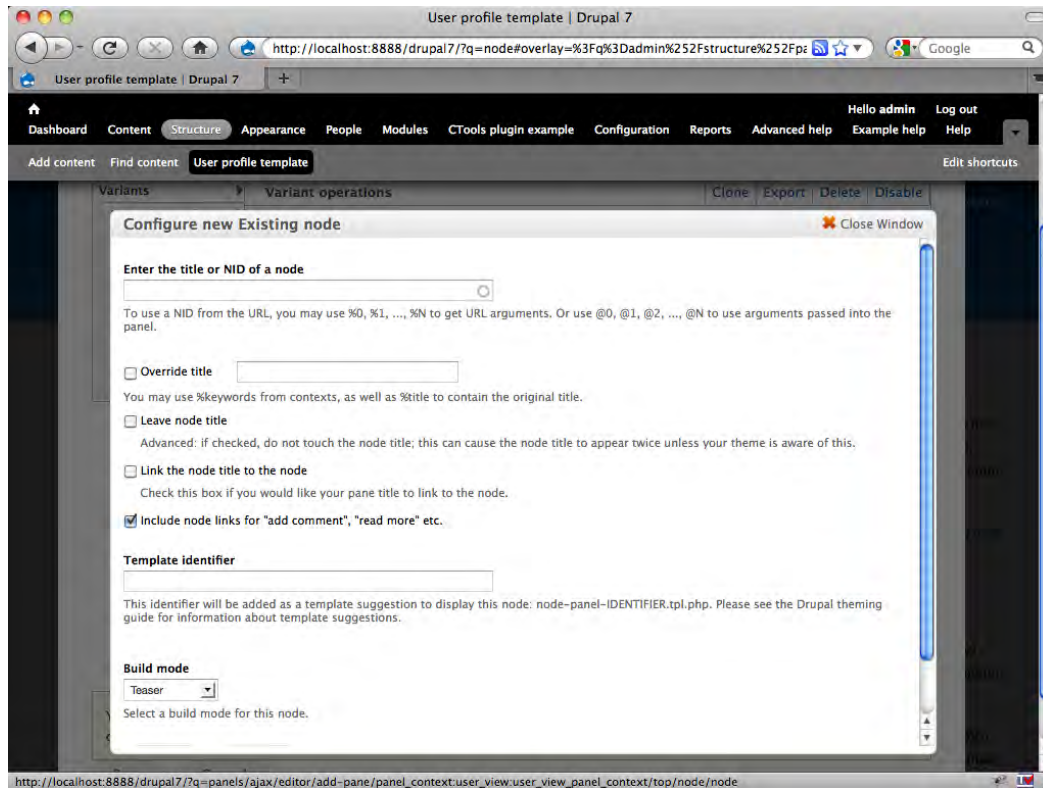 User profile template | Drupal 7
http://localhost:8888/drupal7/?q=node#overlay=%3Fq%3Dadmin%252Fstructure%252Fpa
Google
User profile template | Drupal 7
Hello admin Log out
Dashboard Content Structure Appearance People Modules CTools plugin example Configuration Reports Advanced help Example help Help
Add content Find content User profile template Edit shortcuts
Variants Variant operations Clone Export Delete Disable
Configure new Existing node Close Window
Enter the title or NID of a node
To use a NID from the URL, you may use %0, %1, ..., %N to get URL arguments. Or use @0, @1, @2, ..., @N to use arguments passed into the
panel.
Override title
You may use %keywords from contexts, as well as %title to contain the original title.
Leave node title
Advanced: if checked, do not touch the node title; this can cause the node title to appear twice unless your theme is aware of this.
Link the node title to the node
Check this box if you would like your pane title to link to the node.
Include node links for "add comment", "read more" etc.
Template identifier
This identifier will be added as a template suggestion to display this node: node-panel-IDENTIFIER.tpl.php. Please see the Drupal theming
guide for information about template suggestions.
Build mode
Teaser
Select a build mode for this node.
http://localhost:8888/drupal7/?q=panels/ajax/editor/add-pane/panel_context:user_view:user_view_panel_context/top/node/node